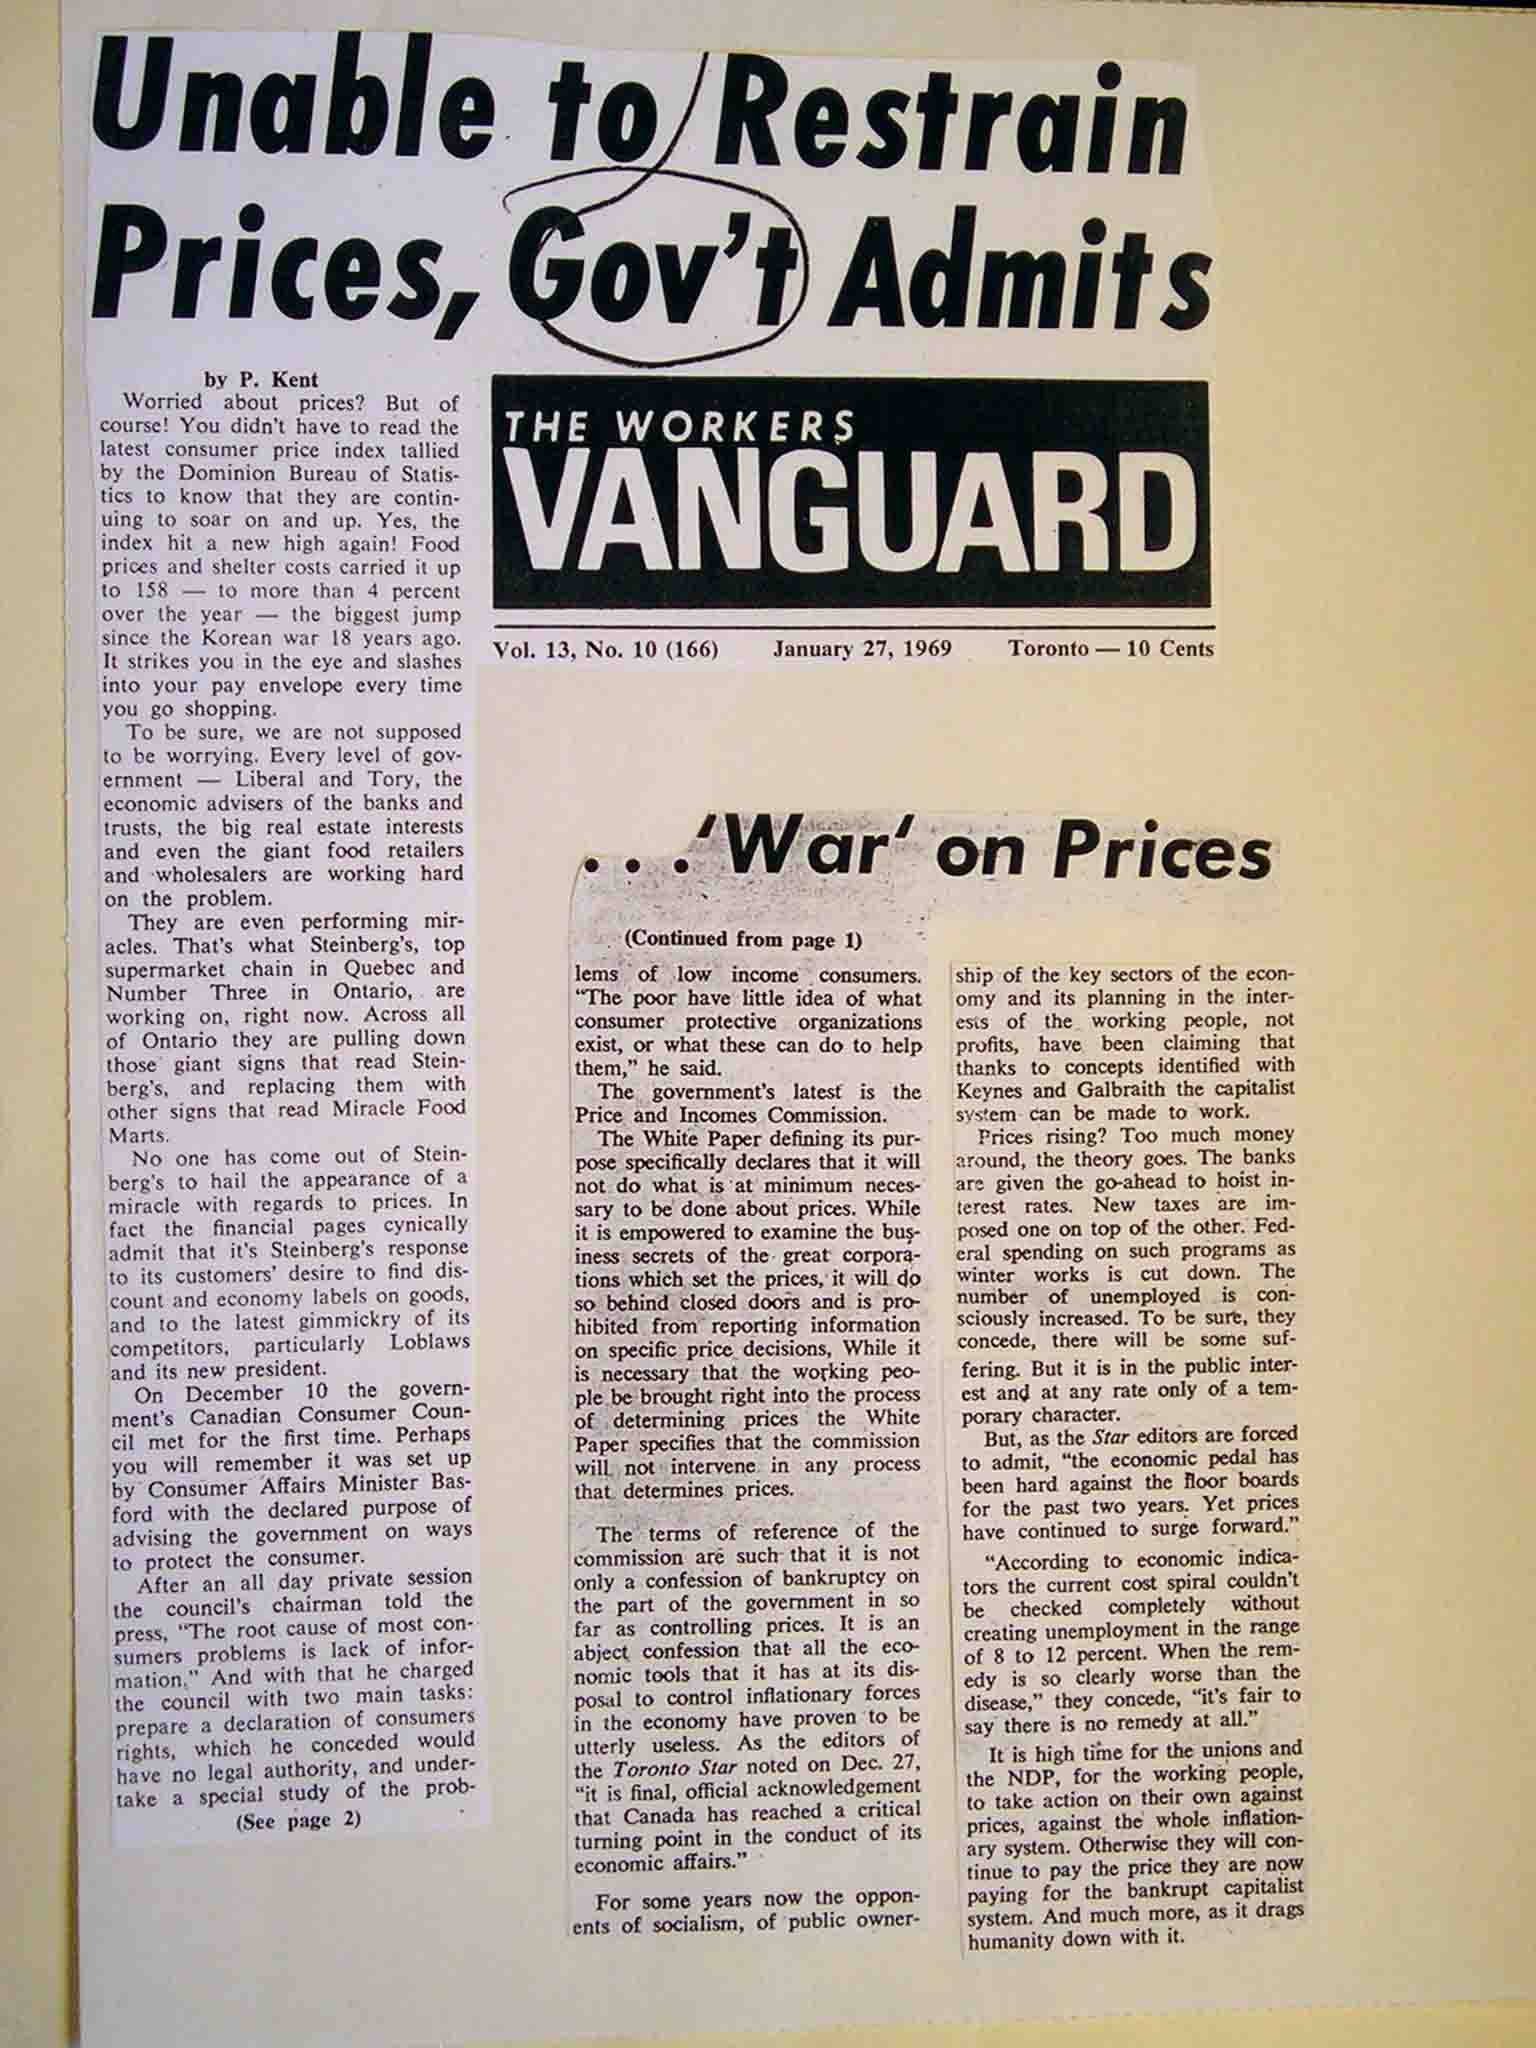 Unable to Restrain
Prices, Gov't Admits
by P. Kent
Worried about prices? But of
course! You didn't have to read the
latest consumer price index tallied
by the Dominion Bureau of Statis-
tics to know that they are contin-
uing to soar on and up. Yes, the
index hit a new high again! Food
prices and shelter costs carried it up
to 158 — to more than 4 percent
over the year — the biggest jump
since the Korean war 18 years ago.
It strikes you in the eye and slashes
into your pay envelope every time
you go shopping.
To be sure, we are not supposed
to be worrying. Every level of gov-
ernment — Liberal and Tory, the
economic advisers of the banks and
trusts, the big real estate interests
and even the giant food retailers
and wholesalers are working hard
on the problem.
They are even performing mir-
acles. That's what Steinberg's, top
supermarket chain in Quebec and
Number Three in Ontario, are
working on, right now. Across all
of Ontario they are pulling down
those giant signs that read Stein-
berg's, and replacing them with
other signs that read Miracle Food
Marts.
No one has come out of Stein-
berg's to hail the appearance of a
miracle with regards to prices. In
fact the financial pages cynically
admit that it's Steinberg's response
to its customers' desire to find dis-
count and economy labels on goods,
and to the latest gimmickry of its
competitors, particularly Loblaws
and its new president.
On December 10 the govern-
ment's Canadian Consumer Coun-
cil met for the first time. Perhaps
you will remember it was set up
by Consumer Affairs Minister Bas-
ford with the declared purpose of
advising the government on ways
to protect the consumer.
After an all day private session
the council's chairman told the
press, "The root cause of most con-
sumers problems is lack of infor-
mation." And with that he charged
the council with two main tasks:
prepare a declaration of consumers
rights, which he conceded would
have no legal authority, and under-
take a special study of the prob-
(See page 2)
THE WORKERS
VANGUARD
Vol. 13, No. 10 (166) January 27, 1969 Toronto — 10 Cents
. . . 'War' on Prices
(Continued from page 1)
lems of low income consumers.
"The poor have little idea of what
consumer protective organizations
exist, or what these can do to help
them," he said.
The government's latest is the
Price and Incomes Commission.
The White Paper defining its pur-
pose specifically declares that it will
not do what is at minimum neces-
sary to be done about prices. While
it is empowered to examine the bus-
iness secrets of the great corpora-
tions which set the prices, it will do
so behind closed doors and is pro-
hibited from reporting information
on specific price decisions, While it
is necessary that the working peo-
ple be brought right into the process
of determining prices the White
Paper specifies that the commission
will not intervene in any process
that determines prices.
The terms of reference of the
commission are such that it is not
only a confession of bankruptcy on
the part of the government in so
far as controlling prices. It is an
abject confession that all the eco-
nomic tools that it has at its dis-
posal to control inflationary forces
in the economy have proven to be
utterly useless. As the editors of
the Toronto Star noted on Dec. 27,
"it is final, official acknowledgement
that Canada has reached a critical
turning point in the conduct of its
economic affairs."
For some years now the oppon-
ents of socialism, of public owner-
ship of the key sectors of the econ-
omy and its planning in the inter-
ests of the working people, not
profits, have been claiming that
thanks to concepts identified with
Keynes and Galbraith the capitalist
system can be made to work.
Prices rising? Too much money
around, the theory goes. The banks
are given the go-ahead to hoist in-
terest rates. New taxes are im-
posed one on top of the other. Fed-
eral spending on such programs as
winter works is cut down. The
number of unemployed is con-
sciously increased. To be sure, they
concede, there will be some suf-
fering. But it is in the public inter-
est and at any rate only of a tem-
porary character.
But, as the Star editors are forced
to admit, "the economic pedal has
been hard against the floor boards
for the past two years. Yet prices
have continued to surge forward."
"According to economic indica-
tors the current cost spiral couldn't
be checked completely without
creating unemployment in the range
of 8 to 12 percent. When the rem-
edy is so clearly worse than the
disease," they concede, "it's fair to
say there is no remedy at all."
It is high time for the unions and
the NDP, for the working people,
to take action on their own against
prices, against the whole inflation-
ary system. Otherwise they will con-
tinue to pay the price they are now
paying for the bankrupt capitalist
system. And much more, as it drags
humanity down with it.